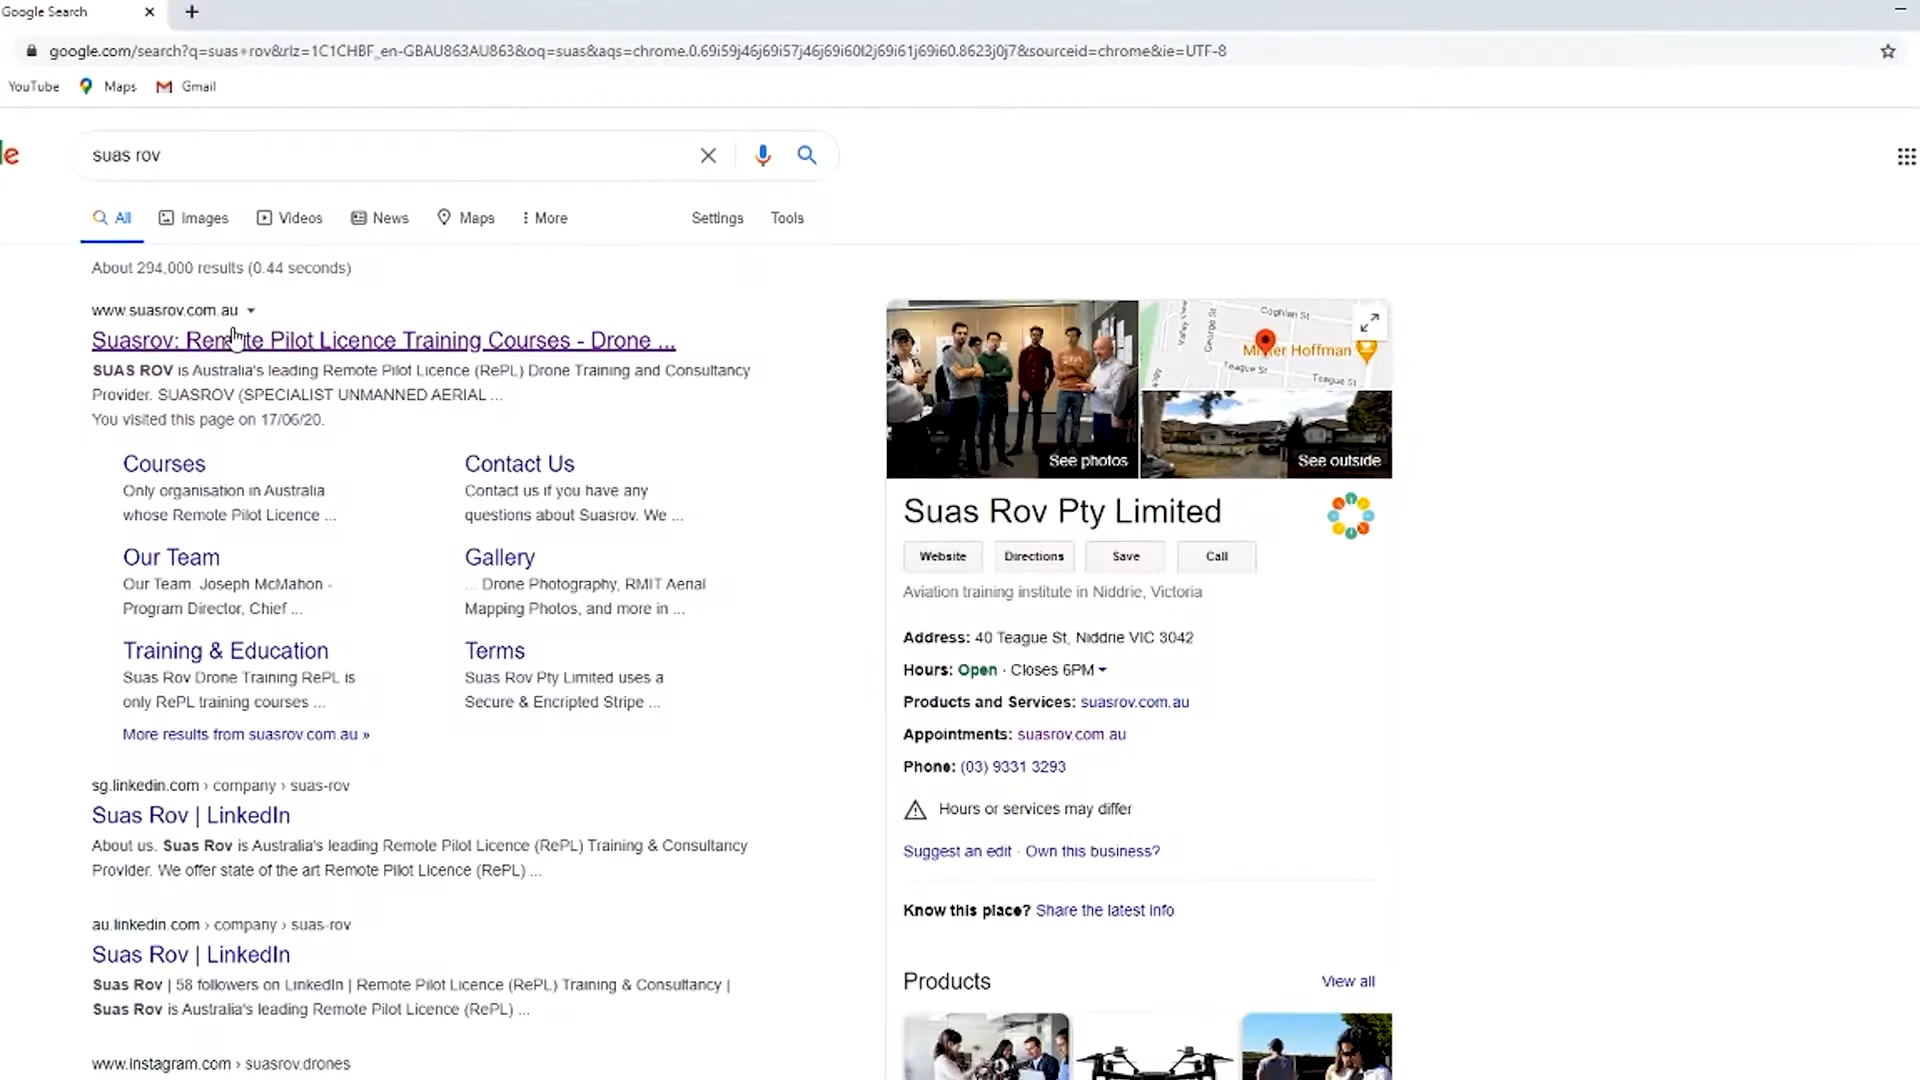 Google Search
google.com/search?q=suas+rov&rlz=1C1CHBF_en-GBAU863AU863&oq=suas&aqs=chrome.0.69i59j46j69i57j46j69i60l2j69i61j69i60.8623j0j7&sourceid=chrome&ie=UTF-8
YouTube Maps Gmail
le
suas rov
All Images Videos News Maps More Settings Tools
About 294,000 results (0.44 seconds)
www.suasrov.com.au
Suasrov: Remote Pilot Licence Training Courses - Drone ...
SUAS ROV is Australia's leading Remote Pilot Licence (RePL) Drone Training and Consultancy
Provider. SUASROV (SPECIALIST UNMANNED AERIAL ...
You visited this page on 17/06/20.
Courses
Only organisation in Australia
whose Remote Pilot Licence ...
Contact Us
Contact us if you have any
questions about Suasrov. We ...
Our Team
Our Team Joseph McMahon -
Program Director, Chief ...
Gallery
... Drone Photography, RMIT Aerial
Mapping Photos, and more in ...
Training & Education
Suas Rov Drone Training RePL is
only RePL training courses ...
Terms
Suas Rov Pty Limited uses a
Secure & Encripted Stripe ...
More results from suasrov.com.au »
sg.linkedin.com › company › suas-rov
Suas Rov | LinkedIn
About us. Suas Rov is Australia's leading Remote Pilot Licence (RePL) Training & Consultancy
Provider. We offer state of the art Remote Pilot Licence (RePL) ...
au.linkedin.com › company › suas-rov
Suas Rov | LinkedIn
Suas Rov | 58 followers on LinkedIn | Remote Pilot Licence (RePL) Training & Consultancy |
Suas Rov is Australia's leading Remote Pilot Licence (RePL) ...
www.instagram.com › suasrov.drones
See photos
Coghlan St
George St
Valley View
Hoffman
Teague St
Teague St
See outside
Suas Rov Pty Limited
Website Directions Save Call
Aviation training institute in Niddrie, Victoria
Address: 40 Teague St, Niddrie VIC 3042
Hours: Open · Closes 6PM
Products and Services: suasrov.com.au
Appointments: suasrov.com.au
Phone: (03) 9331 3293
Hours or services may differ
Suggest an edit · Own this business?
Know this place? Share the latest info
Products View all